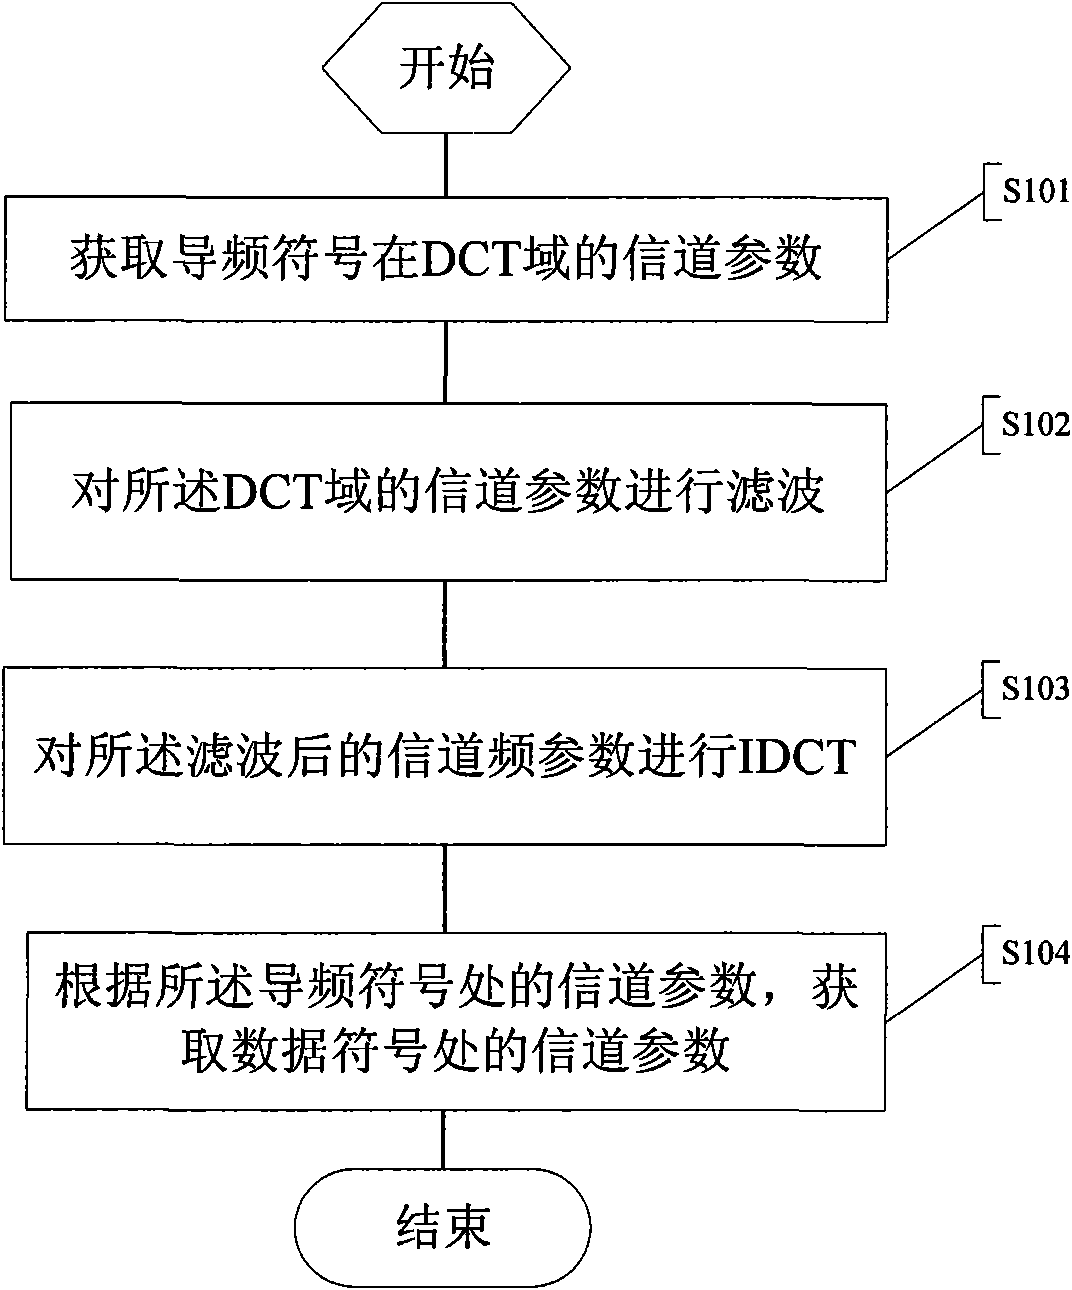 开始
S101
获取导频符号在DCT域的信道参数
S102
对所述DCT域的信道参数进行滤波
S103
对所述滤波后的信道频参数进行IDCT
S104
根据所述导频符号处的信道参数，获
取数据符号处的信道参数
结束